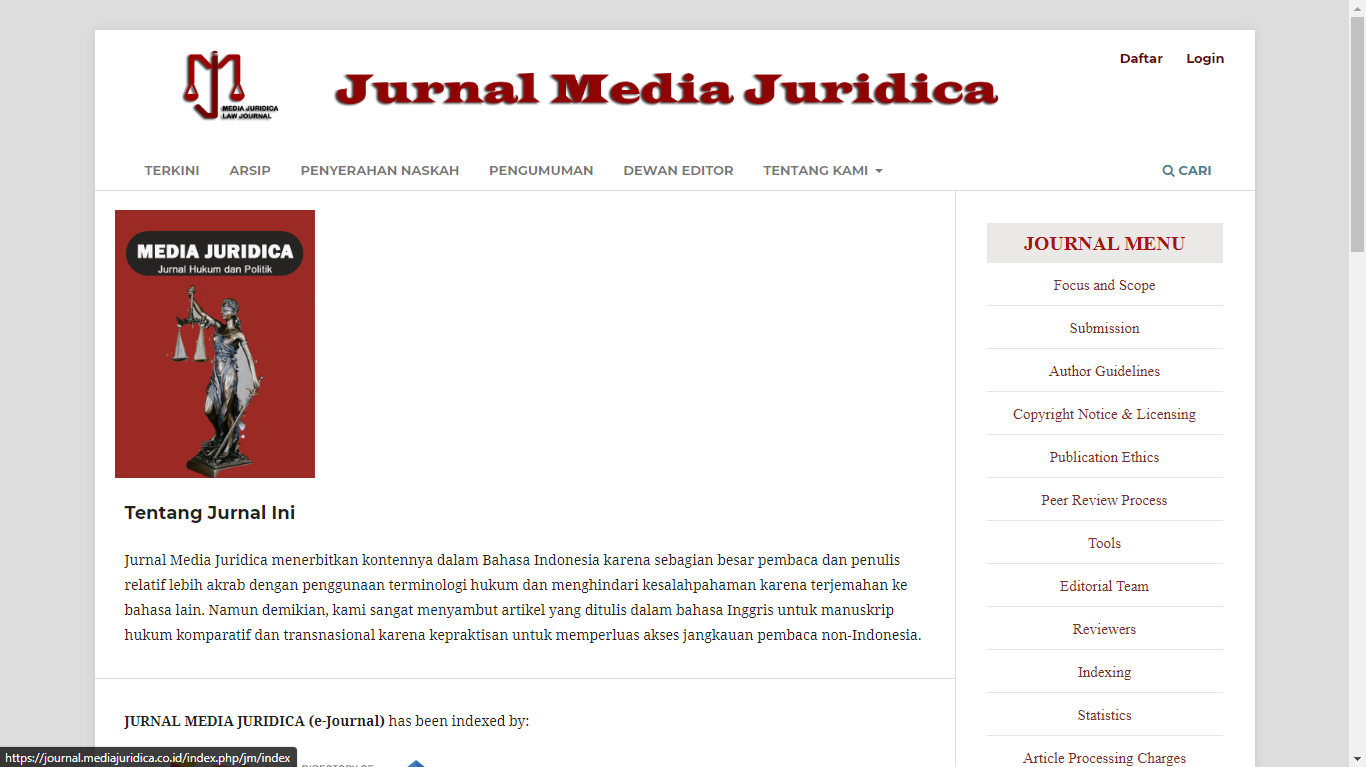 MEDIA JURIDICA
LAW JOURNAL
Jurnal Media Juridica
Daftar Login
TERKINI ARSIP PENYERAHAN NASKAH PENGUMUMAN DEWAN EDITOR TENTANG KAMI CARI
MEDIA JURIDICA
Jurnal Hukum dan Politik
Tentang Jurnal Ini
Jurnal Media Juridica menerbitkan kontennya dalam Bahasa Indonesia karena sebagian besar pembaca dan penulis
relatif lebih akrab dengan penggunaan terminologi hukum dan menghindari kesalahpahaman karena terjemahan ke
bahasa lain. Namun demikian, kami sangat menyambut artikel yang ditulis dalam bahasa Inggris untuk manuskrip
hukum komparatif dan transnasional karena kepraktisan untuk memperluas akses jangkauan pembaca non-Indonesia.
JURNAL MEDIA JURIDICA (e-Journal) has been indexed by:
DIRECTORY OF
JOURNAL MENU
Focus and Scope
Submission
Author Guidelines
Copyright Notice & Licensing
Publication Ethics
Peer Review Process
Tools
Editorial Team
Reviewers
Indexing
Statistics
Article Processing Charges
https://journal.mediajuridica.co.id/index.php/jm/index